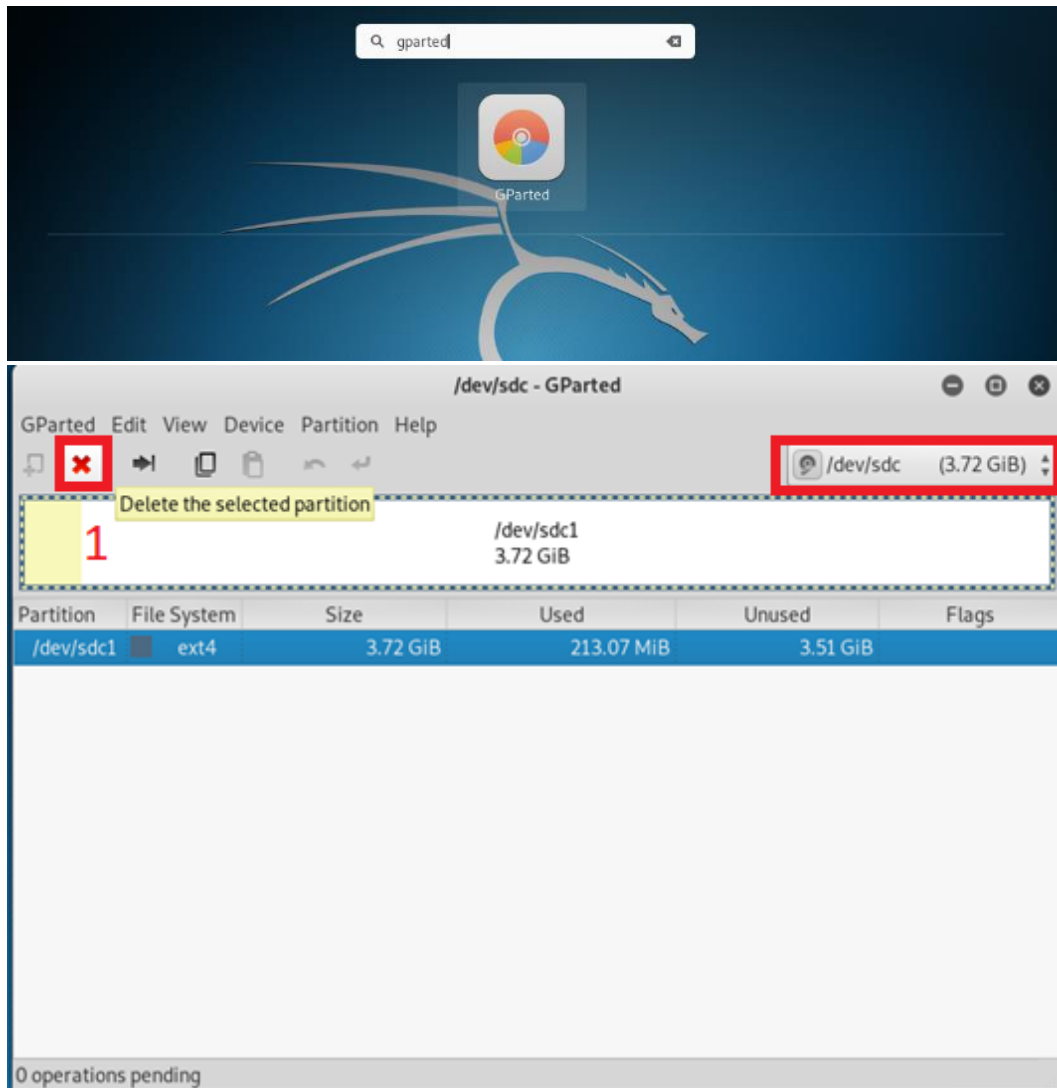 gparted
GParted
/dev/sdc - GParted
GParted Edit View Device Partition Help
/dev/sdc (3.72 GiB)
Delete the selected partition
1
/dev/sdc1
3.72 GiB
Partition File System Size Used Unused Flags
/dev/sdc1 ext4 3.72 GiB 213.07 MiB 3.51 GiB
0 operations pending